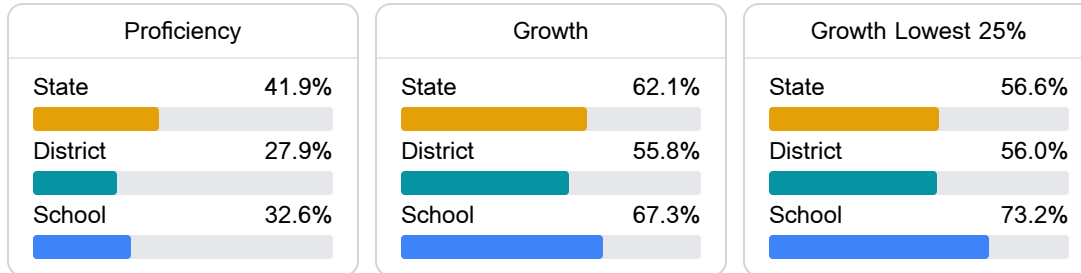 Proficiency
State 41.9%
District 27.9%
School 32.6%
Growth
State 62.1%
District 55.8%
School 67.3%
Growth Lowest 25%
State 56.6%
District 56.0%
School 73.2%